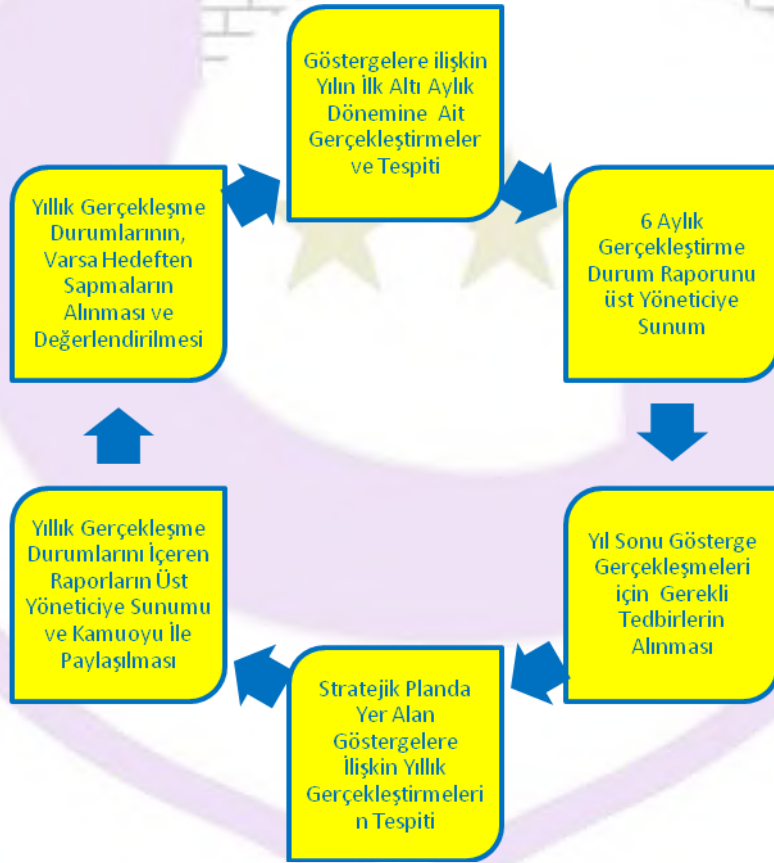 Göstergelere ilişkin
Yılın İlk Altı Aylık
Dönemine Ait
Gerçekleştirmeler
ve Tespiti
6 Aylık
Gerçekleştirme
Durum Raporunu
üst Yöneticiye
Sunum
Yıl Sonu Gösterge
Gerçekleşmeleri
için Gerekli
Tedbirlerin
Alınması
Stratejik Planda
Yer Alan
Göstergelere
İlişkin Yıllık
Gerçekleştirmeleri
n Tespiti
Yıllık Gerçekleşme
Durumlarını İçeren
Raporların Üst
Yöneticiye Sunumu
ve Kamuoyu İle
Paylaşılması
Yıllık Gerçekleşme
Durumlarının,
Varsa Hedeften
Sapmaların
Alınması ve
Değerlendirilmesi